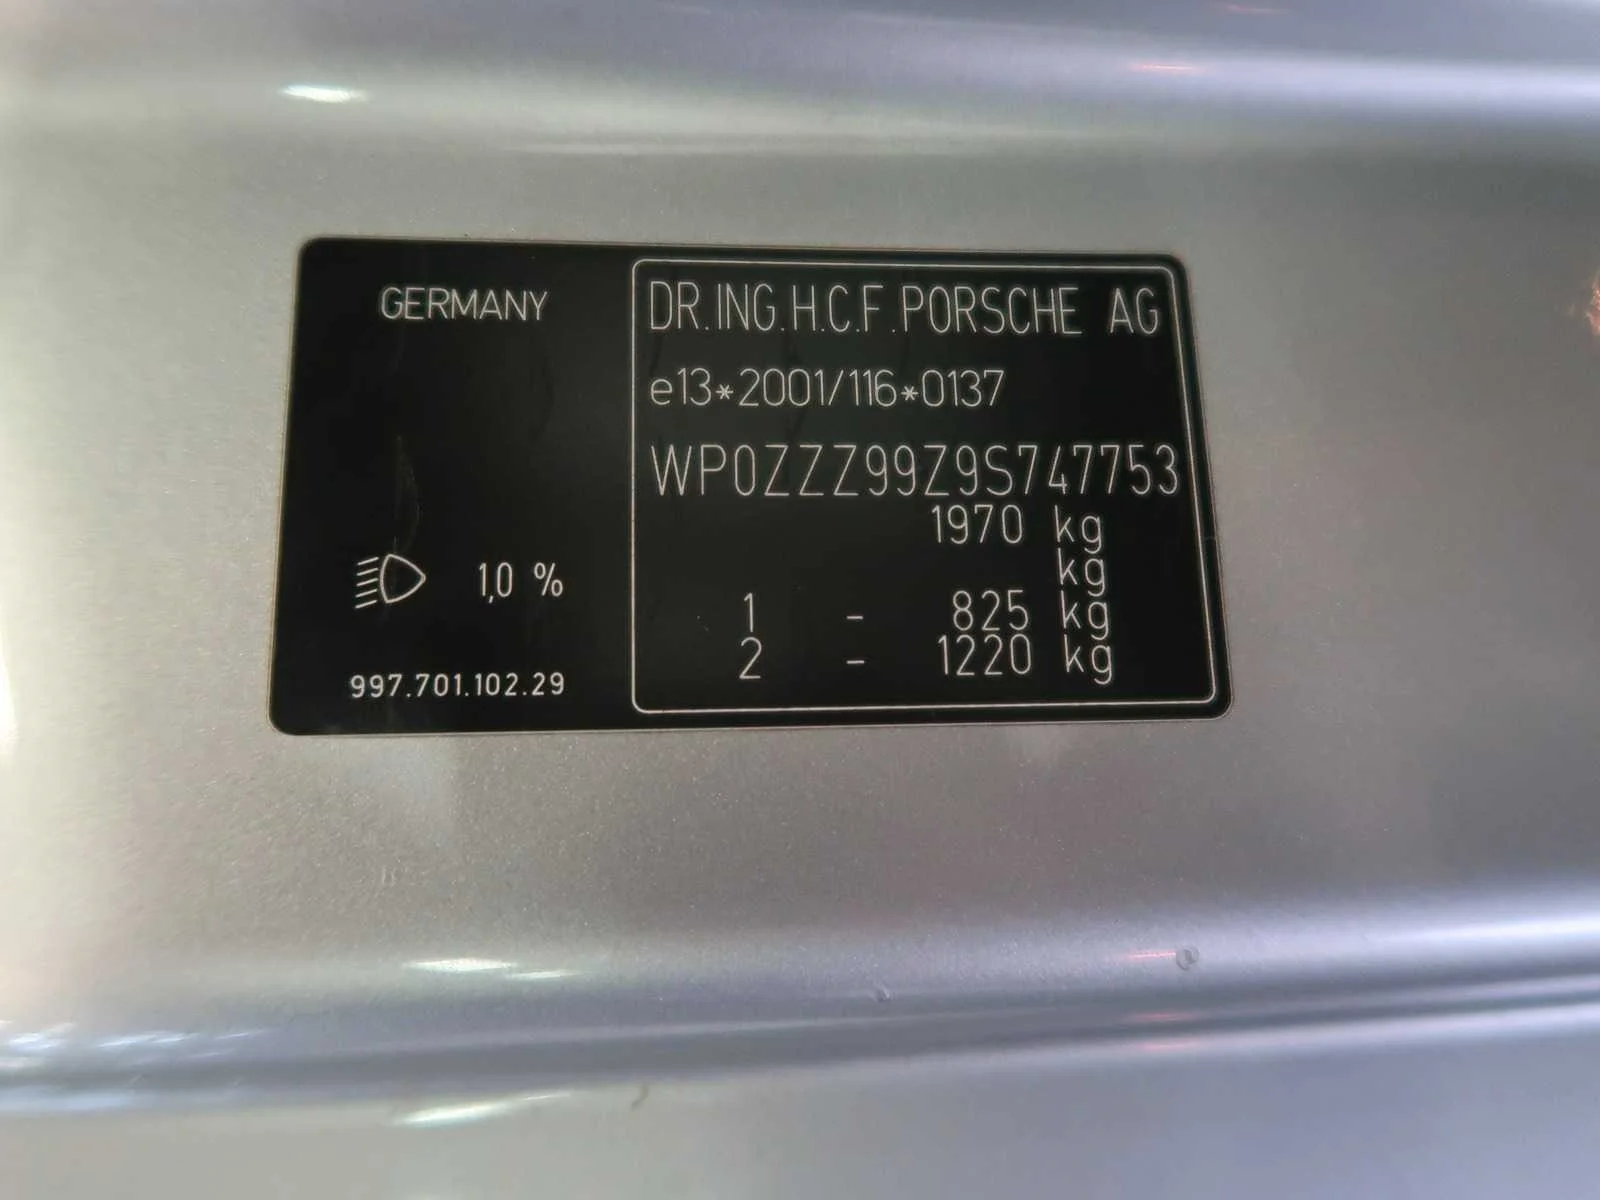 GERMANY
1,0 %
997.701.102.29
DR.ING.H.C.F.PORSCHE AG
e13*2001/116*0137
WP0ZZZ99Z9S747753
1970 kg
kg
1 - 825 kg
2 - 1220 kg